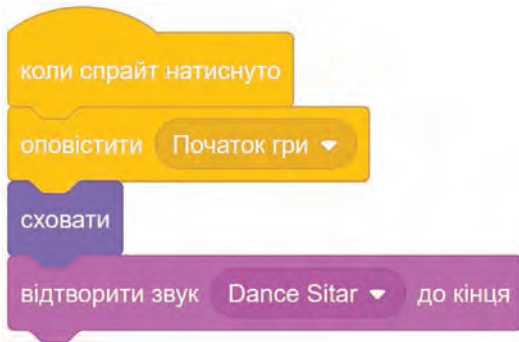 коли спрайт натиснуто
оповістити Початок гри
сховати
відтворити звук Dance Sitar до кінця